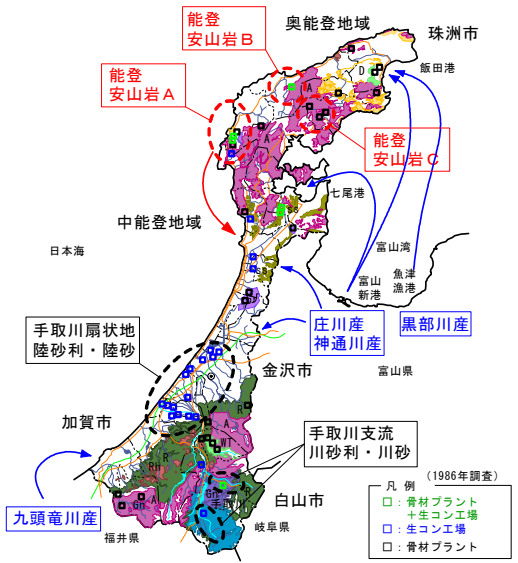 奥能登地域
珠洲市
能登
安山岩B
飯田港
能登
安山岩A
D
A
能登
安山岩C
A
七尾港
中能登地域
Ss
日本海
富山湾
富山
新港
魚津
漁港
庄川産
神通川産
黒部川産
手取川扇状地
陸砂利・陸砂
金沢市
富山県
加賀市
R
A
手取川支流
川砂利・川砂
WT
R
Rh
R
Gn
手取
A
Gn
白山市
九頭竜川産
福井県
岐阜県
(1986年調査)
凡 例
□:骨材プラント
+生コン工場
□:生コン工場
□:骨材プラント